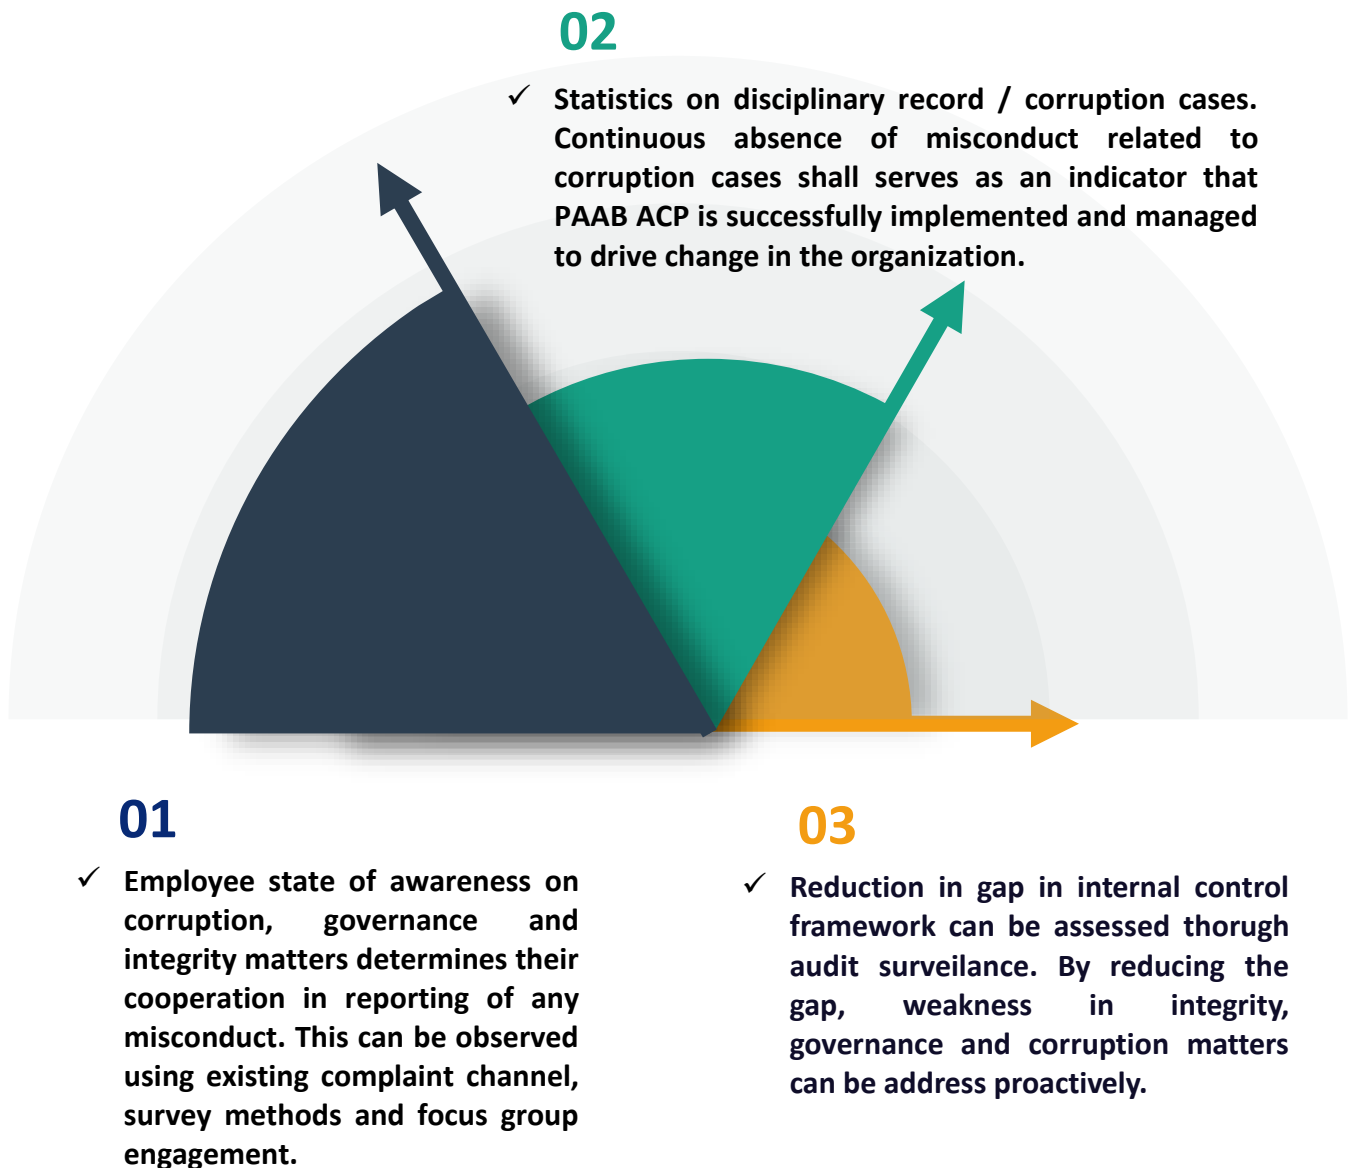 02
✓ Statistics on disciplinary record / corruption cases.
Continuous absence of misconduct related to
corruption cases shall serves as an indicator that
PAAB ACP is successfully implemented and managed
to drive change in the organization.
01
✓ Employee state of awareness on
corruption, governance and
integrity matters determines their
cooperation in reporting of any
misconduct. This can be observed
using existing complaint channel,
survey methods and focus group
engagement.
03
✓ Reduction in gap in internal control
framework can be assessed thorugh
audit surveilance. By reducing the
gap, weakness in integrity,
governance and corruption matters
can be address proactively.